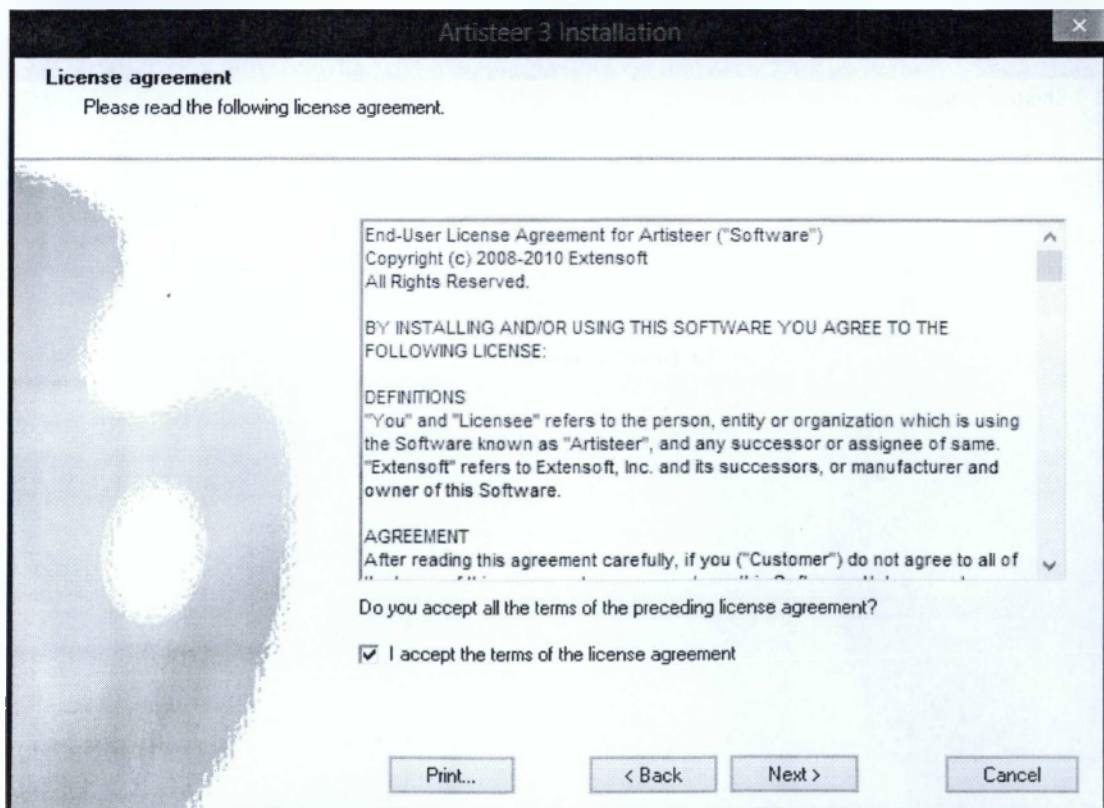 Artisteer 3 Installation
License agreement
Please read the following license agreement.
End-User License Agreement for Artisteer ("Software")
Copyright (c) 2008-2010 Extensoft
All Rights Reserved.
BY INSTALLING AND/OR USING THIS SOFTWARE YOU AGREE TO THE
FOLLOWING LICENSE:
DEFINITIONS
"You" and "Licensee" refers to the person, entity or organization which is using
the Software known as "Artisteer", and any successor or assignee of same.
"Extensoft" refers to Extensoft, Inc. and its successors, or manufacturer and
owner of this Software.
AGREEMENT
After reading this agreement carefully, if you ("Customer") do not agree to all of
Do you accept all the terms of the preceding license agreement?
I accept the terms of the license agreement
Print...
< Back
Next >
Cancel